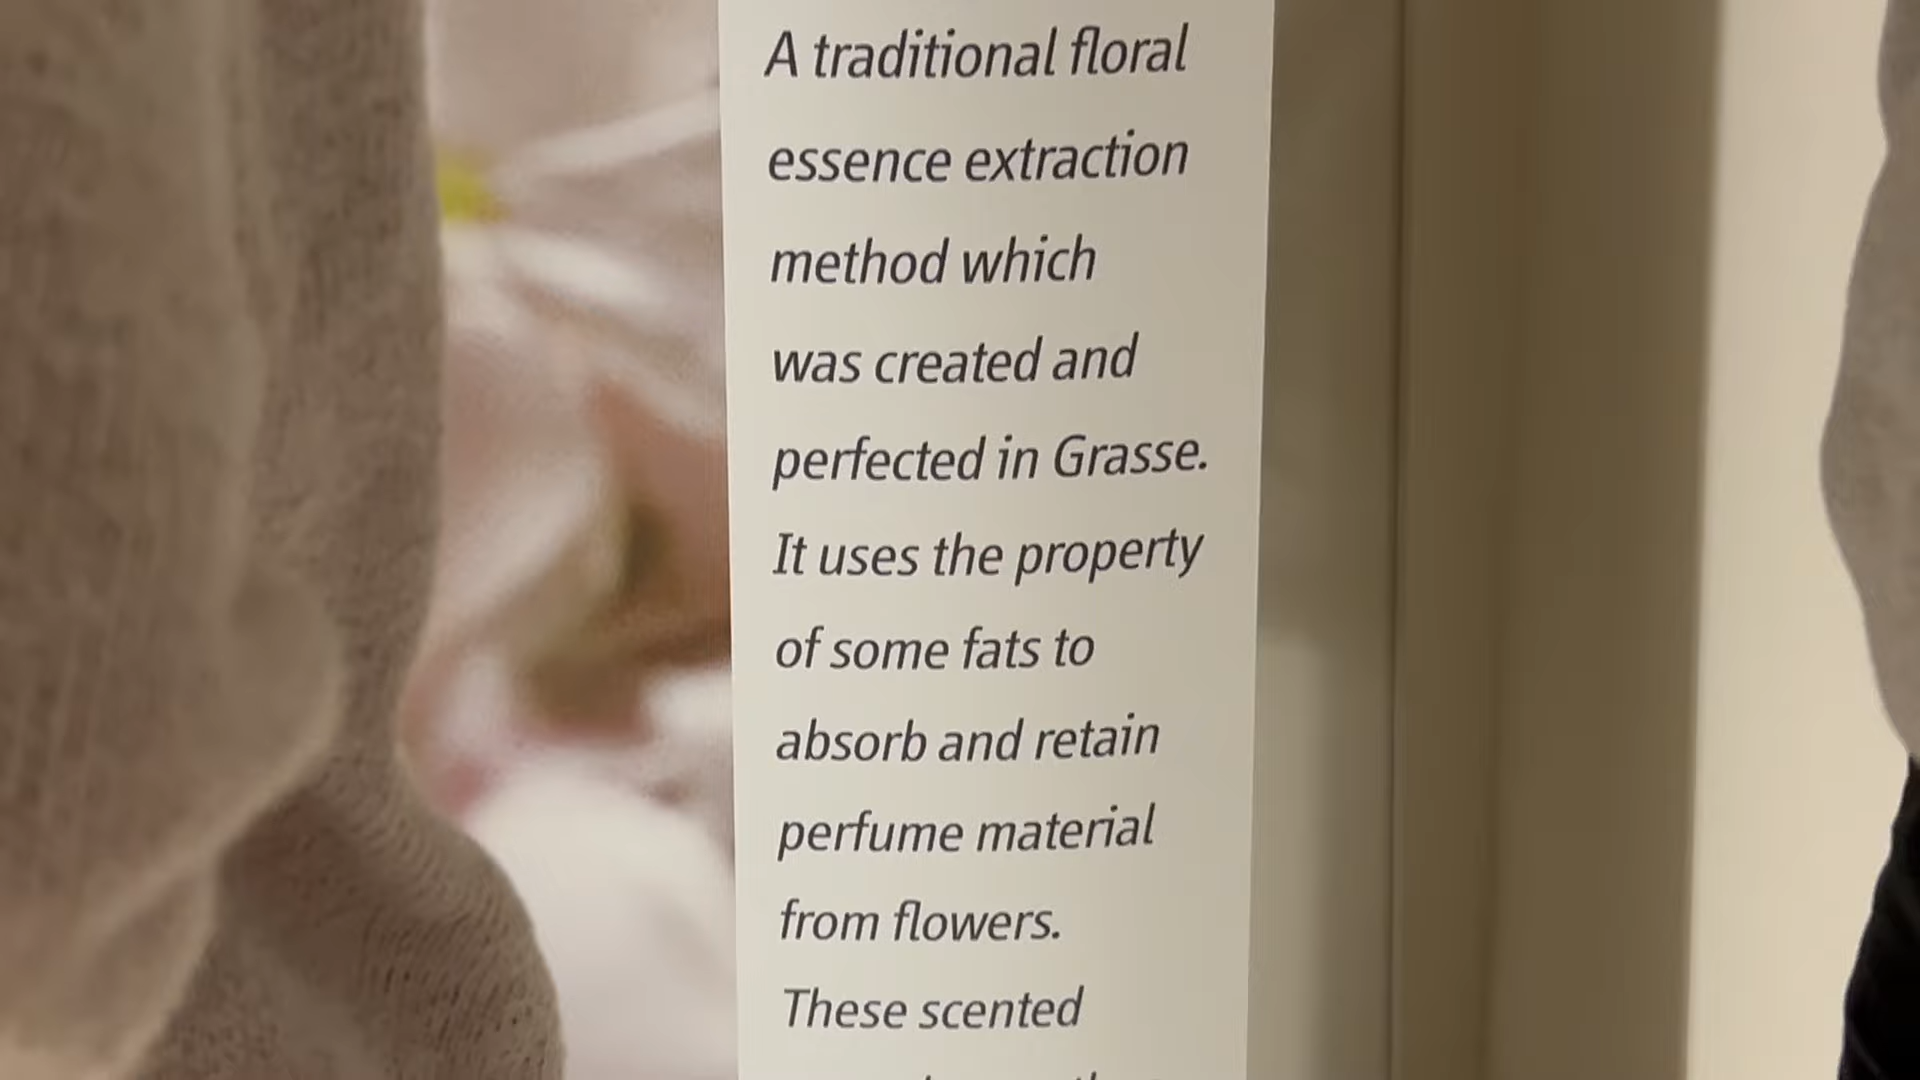 A traditional floral
essence extraction
method which
was created and
perfected in Grasse.
It uses the property
of some fats to
absorb and retain
perfume material
from flowers.
These scented